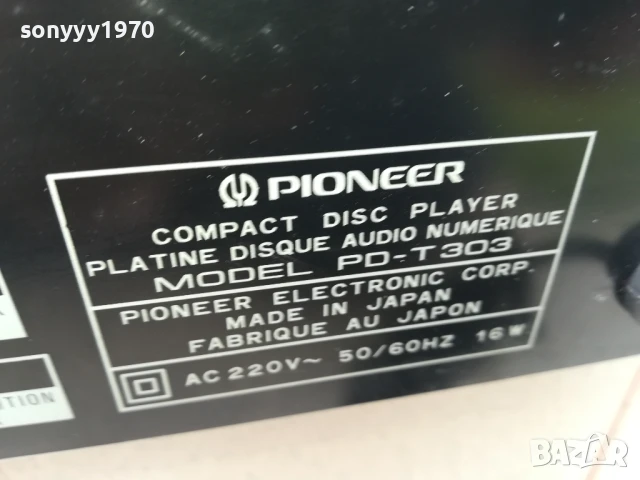 sonyyy1970
PIONEER
COMPACT DISC PLAYER
PLATINE DISQUE AUDIO NUMERIQUE
MODEL PD-T303
PIONEER ELECTRONIC CORP.
MADE IN JAPAN
FABRIQUE AU JAPON
AC 220V~ 50/60HZ 16W
BAZAR